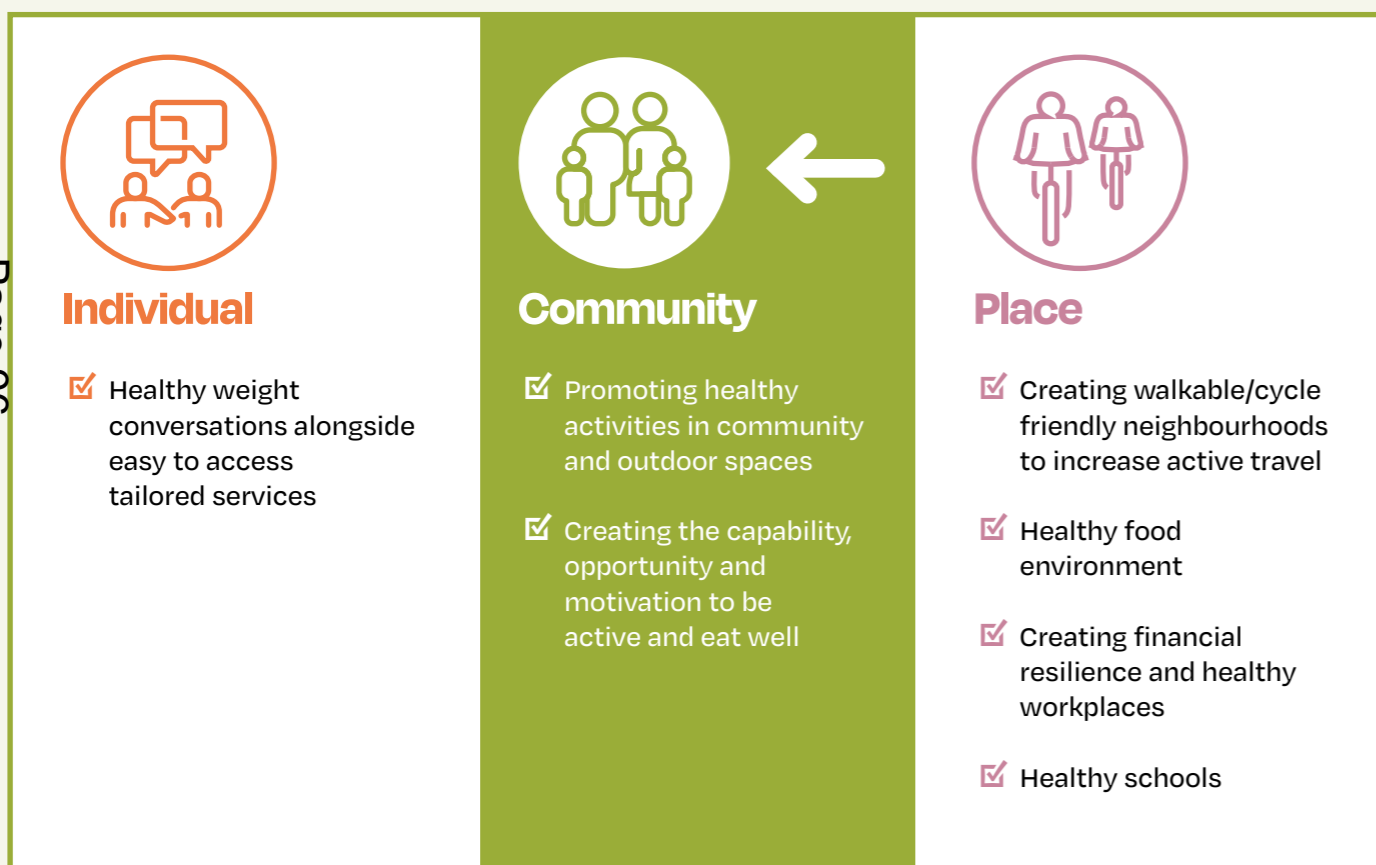 Individual
Healthy weight
conversations alongside
easy to access
tailored services
Community
Promoting healthy
activities in community
and outdoor spaces
Creating the capability,
opportunity and
motivation to be
active and eat well
Place
Creating walkable/cycle
friendly neighbourhoods
to increase active travel
Healthy food
environment
Creating financial
resilience and healthy
workplaces
Healthy schools